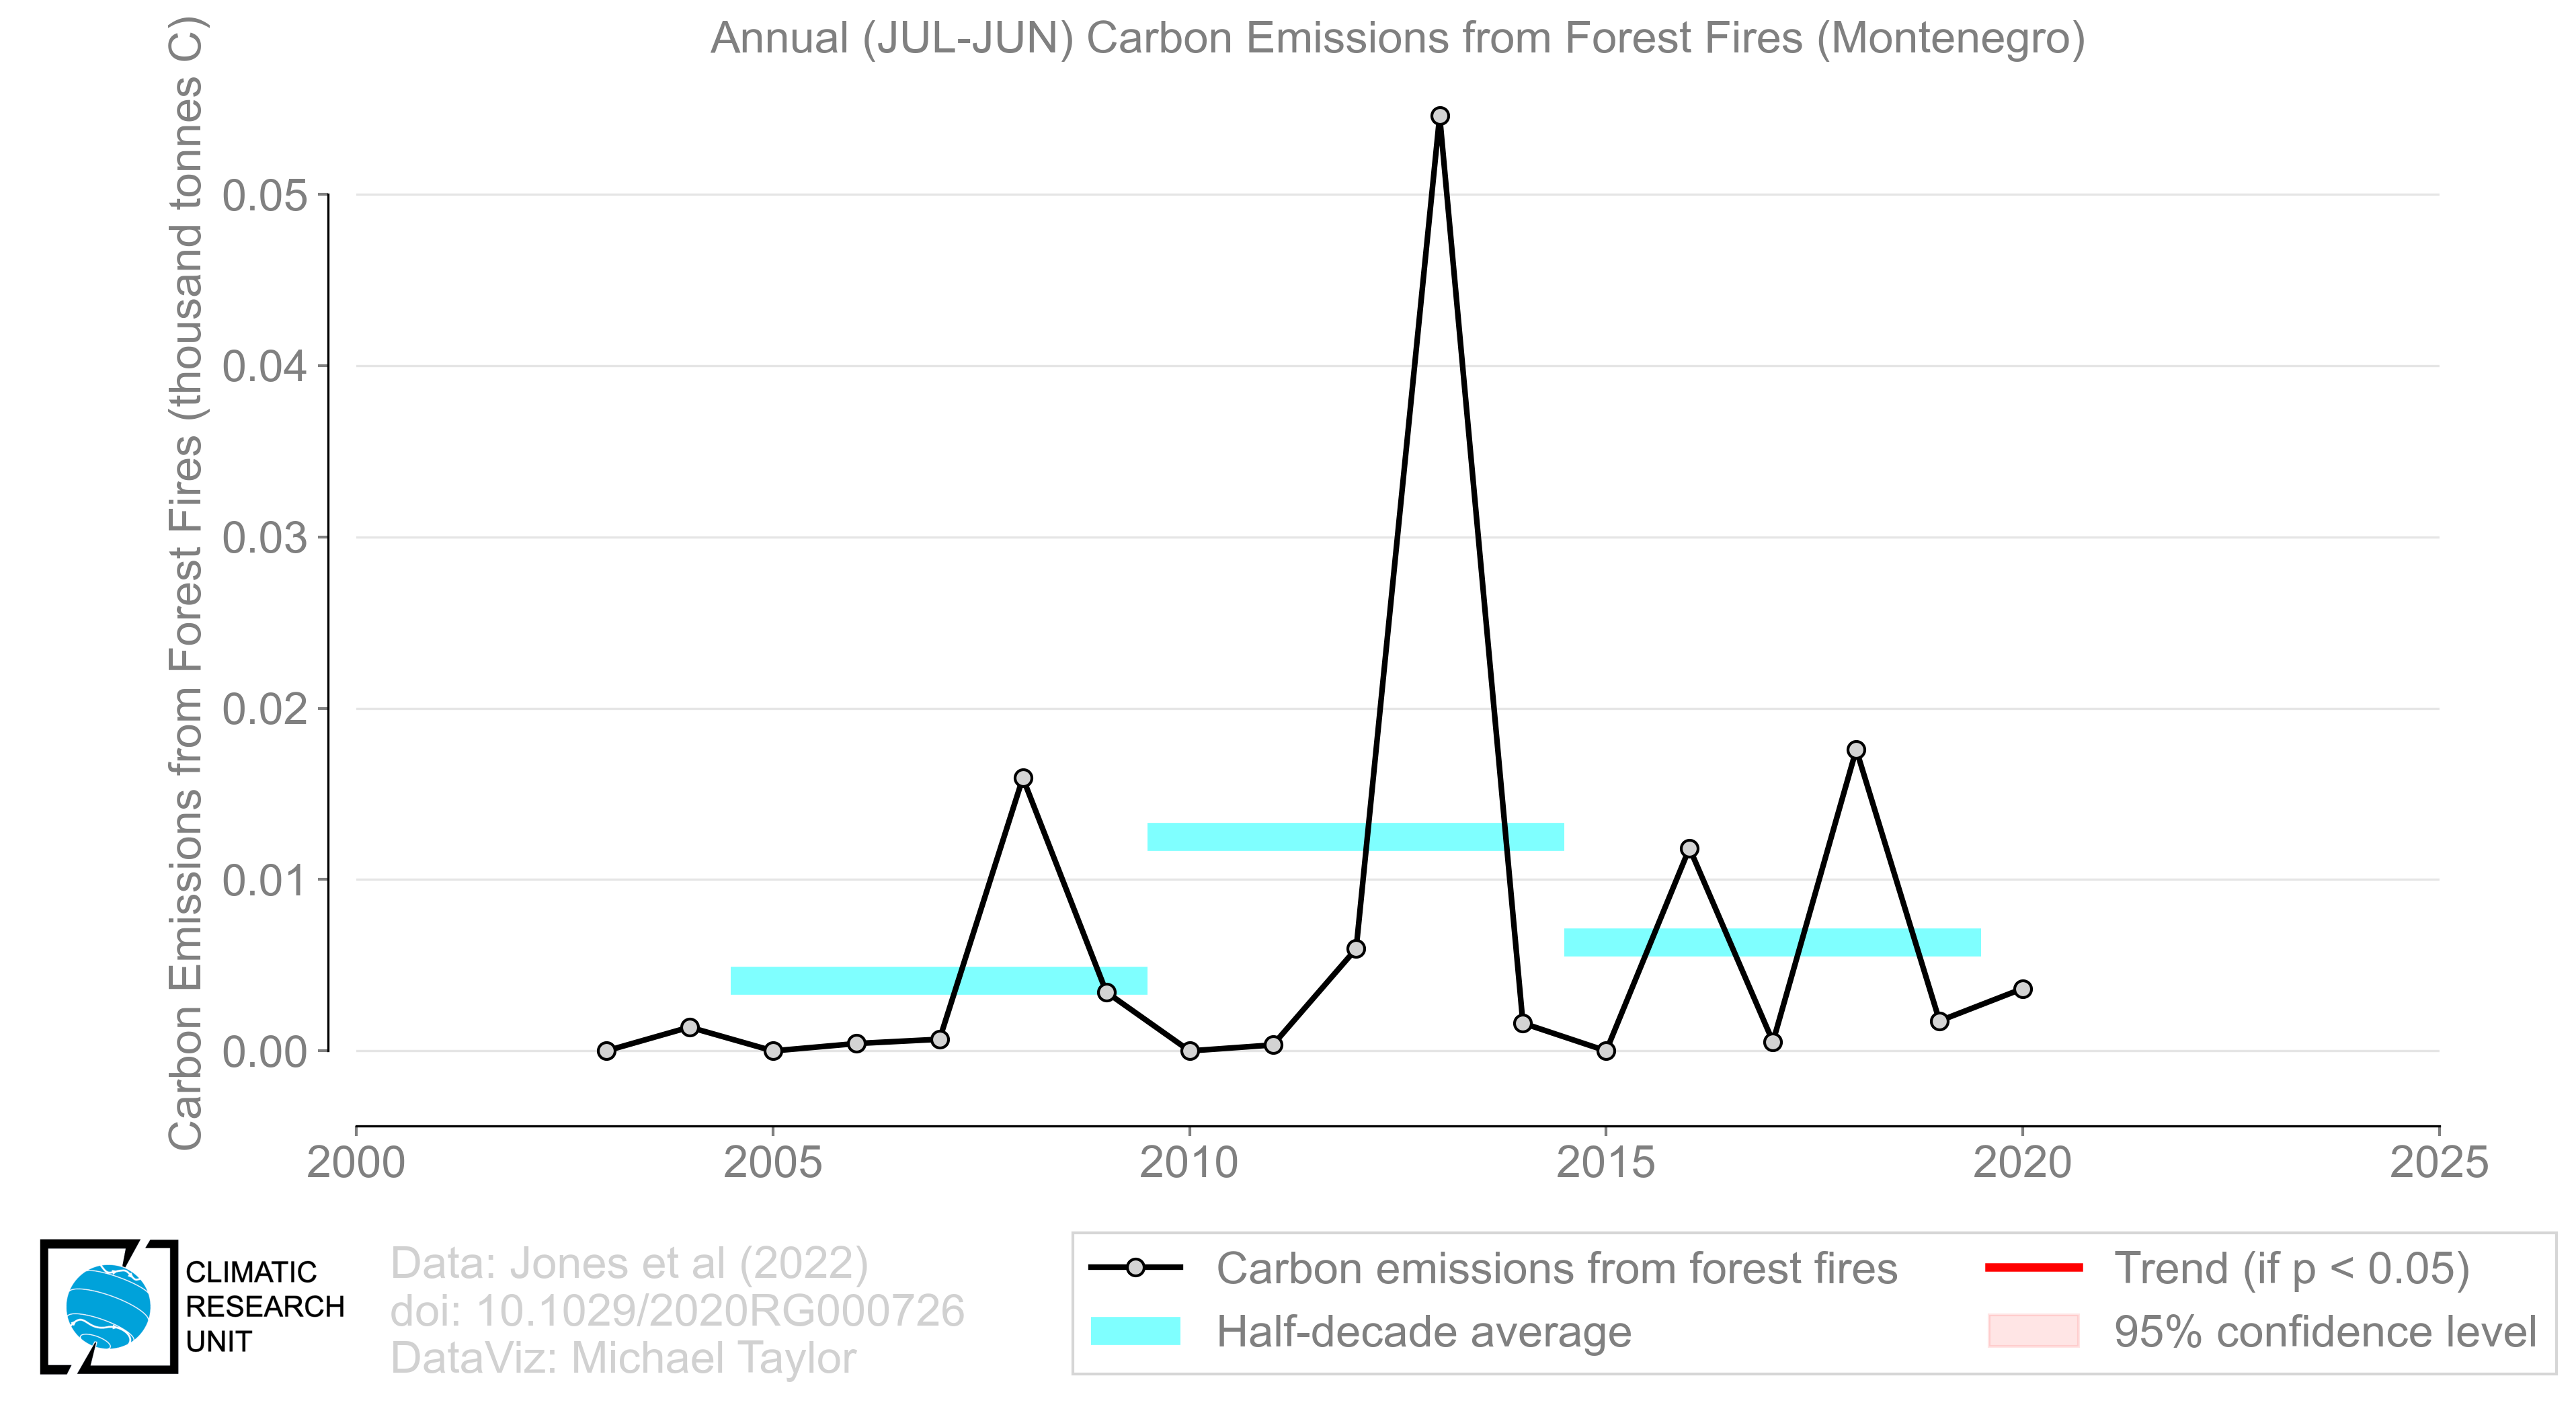 Annual (JUL-JUN) Carbon Emissions from Forest Fires (Montenegro)
Carbon Emissions from Forest Fires (thousand tonnes C)
0.05
0.04
0.03
0.02
0.01
0.00
2000 2005 2010 2015 2020 2025
CLIMATIC
RESEARCH
UNIT
Data: Jones et al (2022)
doi: 10.1029/2020RG000726
DataViz: Michael Taylor
Carbon emissions from forest fires
Half-decade average
Trend (if p < 0.05)
95% confidence level